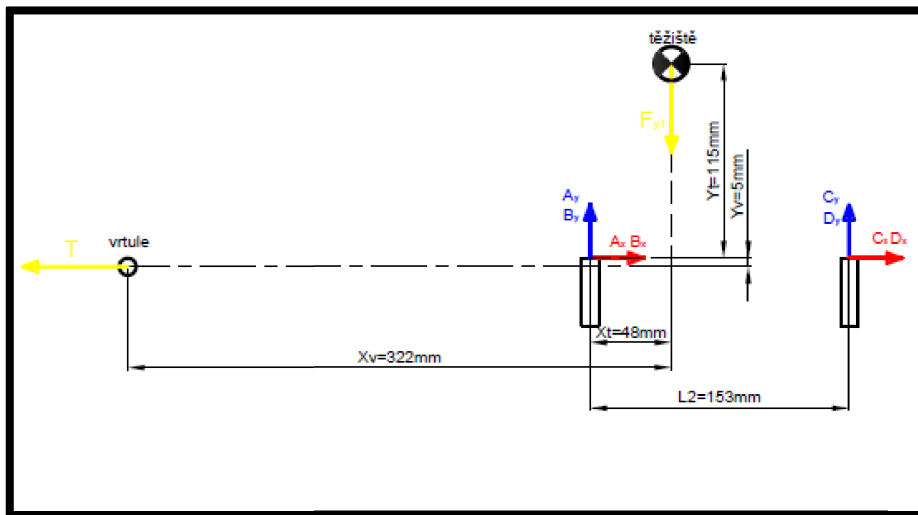 těžiště
Fyt
Yt=115mm
Yv=5mm
Ay
By
Cy
Dy
T
vrtule
Ax Bx
Cx Dx
Xt=48mm
Xv=322mm
L2=153mm